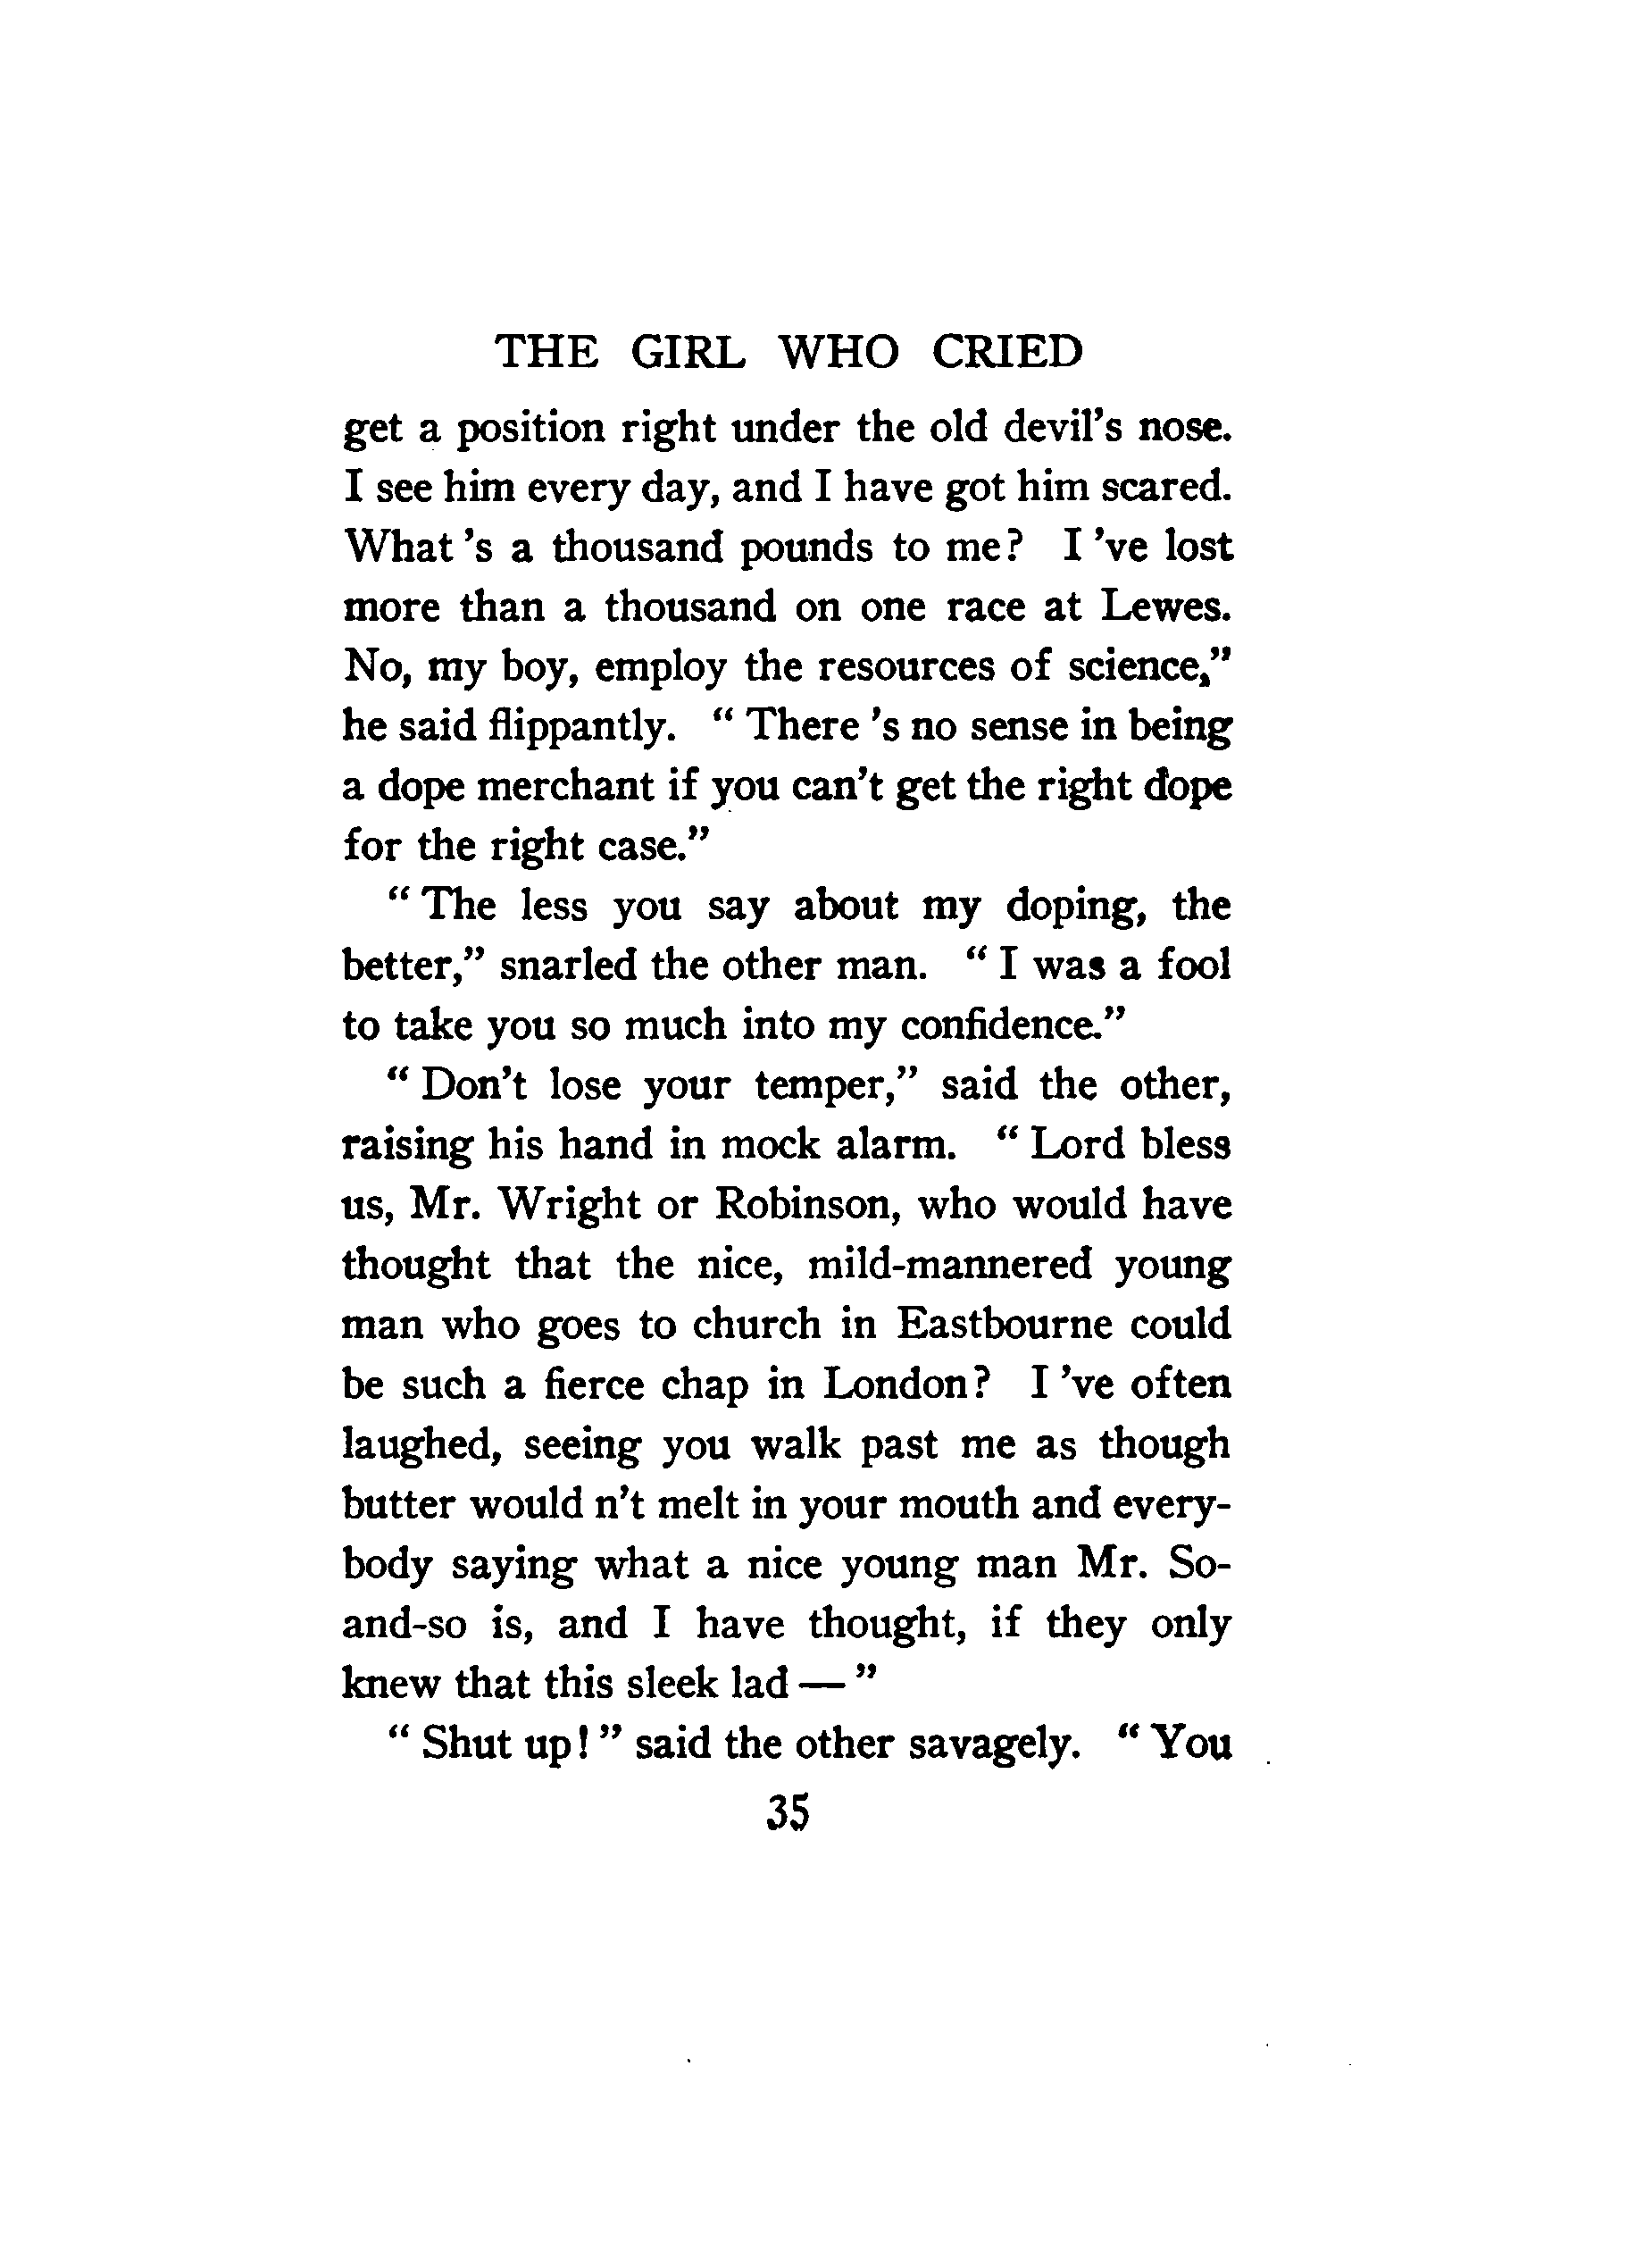 THE GIRL WHO CRIED
get a position right under the old devil's nose.
I see him every day, and I have got him scared.
What 's a thousand pounds to me? I 've lost
more than a thousand on one race at Lewes.
No, my boy, employ the resources of science,"
he said flippantly. " There 's no sense in being
a dope merchant if you can't get the right dope
for the right case."
" The less you say about my doping, the
better," snarled the other man. " I was a fool
to take you so much into my confidence."
" Don't lose your temper," said the other,
raising his hand in mock alarm. " Lord bless
us, Mr. Wright or Robinson, who would have
thought that the nice, mild-mannered young
man who goes to church in Eastbourne could
be such a fierce chap in London? I 've often
laughed, seeing you walk past me as though
butter would n't melt in your mouth and every-
body saying what a nice young man Mr. So-
and-so is, and I have thought, if they only
knew that this sleek lad — "
" Shut up! " said the other savagely. " You
35